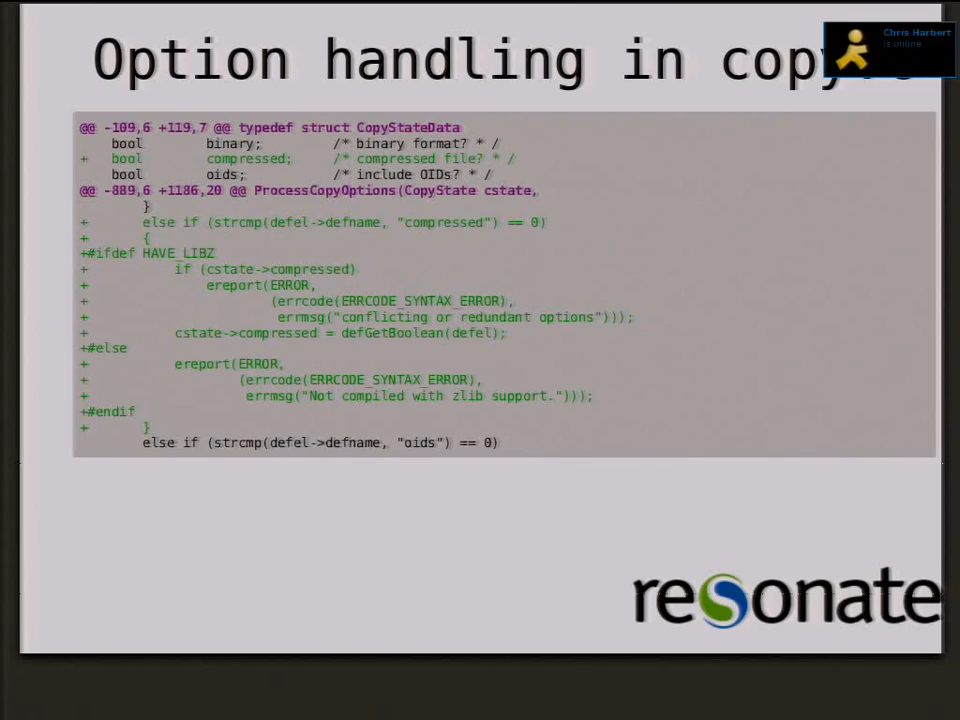 Option handling in copy
Chris Harbert
is online
@@ -109,6 +119,7 @@ typedef struct CopyStateData
bool binary; /* binary format? * /
+ bool compressed; /* compressed file? * /
bool oids; /* include OIDs? * /
@@ -889,6 +1186,20 @@ ProcessCopyOptions(CopyState cstate,
}
+ else if (strcmp(defel->defname, "compressed") == 0)
+ {
+#ifdef HAVE_LIBZ
+ if (cstate->compressed)
+ ereport(ERROR,
+ (errcode(ERRCODE_SYNTAX_ERROR),
+ errmsg("conflicting or redundant options")));
+ cstate->compressed = defGetBoolean(defel);
+#else
+ ereport(ERROR,
+ (errcode(ERRCODE_SYNTAX_ERROR),
+ errmsg("Not compiled with zlib support.")));
+#endif
+ }
else if (strcmp(defel->defname, "oids") == 0)
resonate